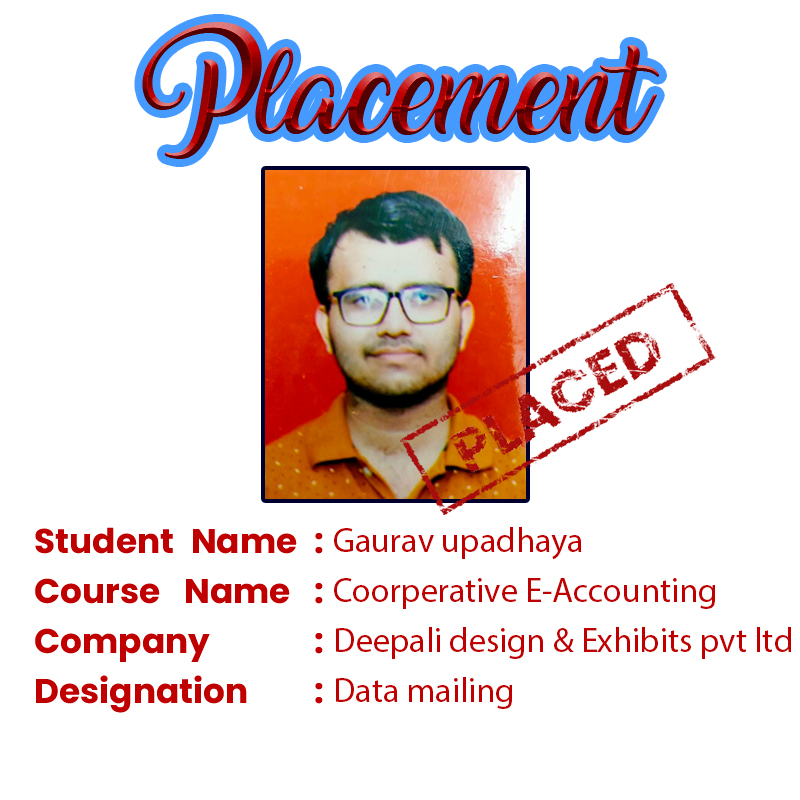 Placement
PLACED
Student Name : Gaurav upadhaya
Course Name : Coorperative E-Accounting
Company : Deepali design & Exhibits pvt ltd
Designation : Data mailing